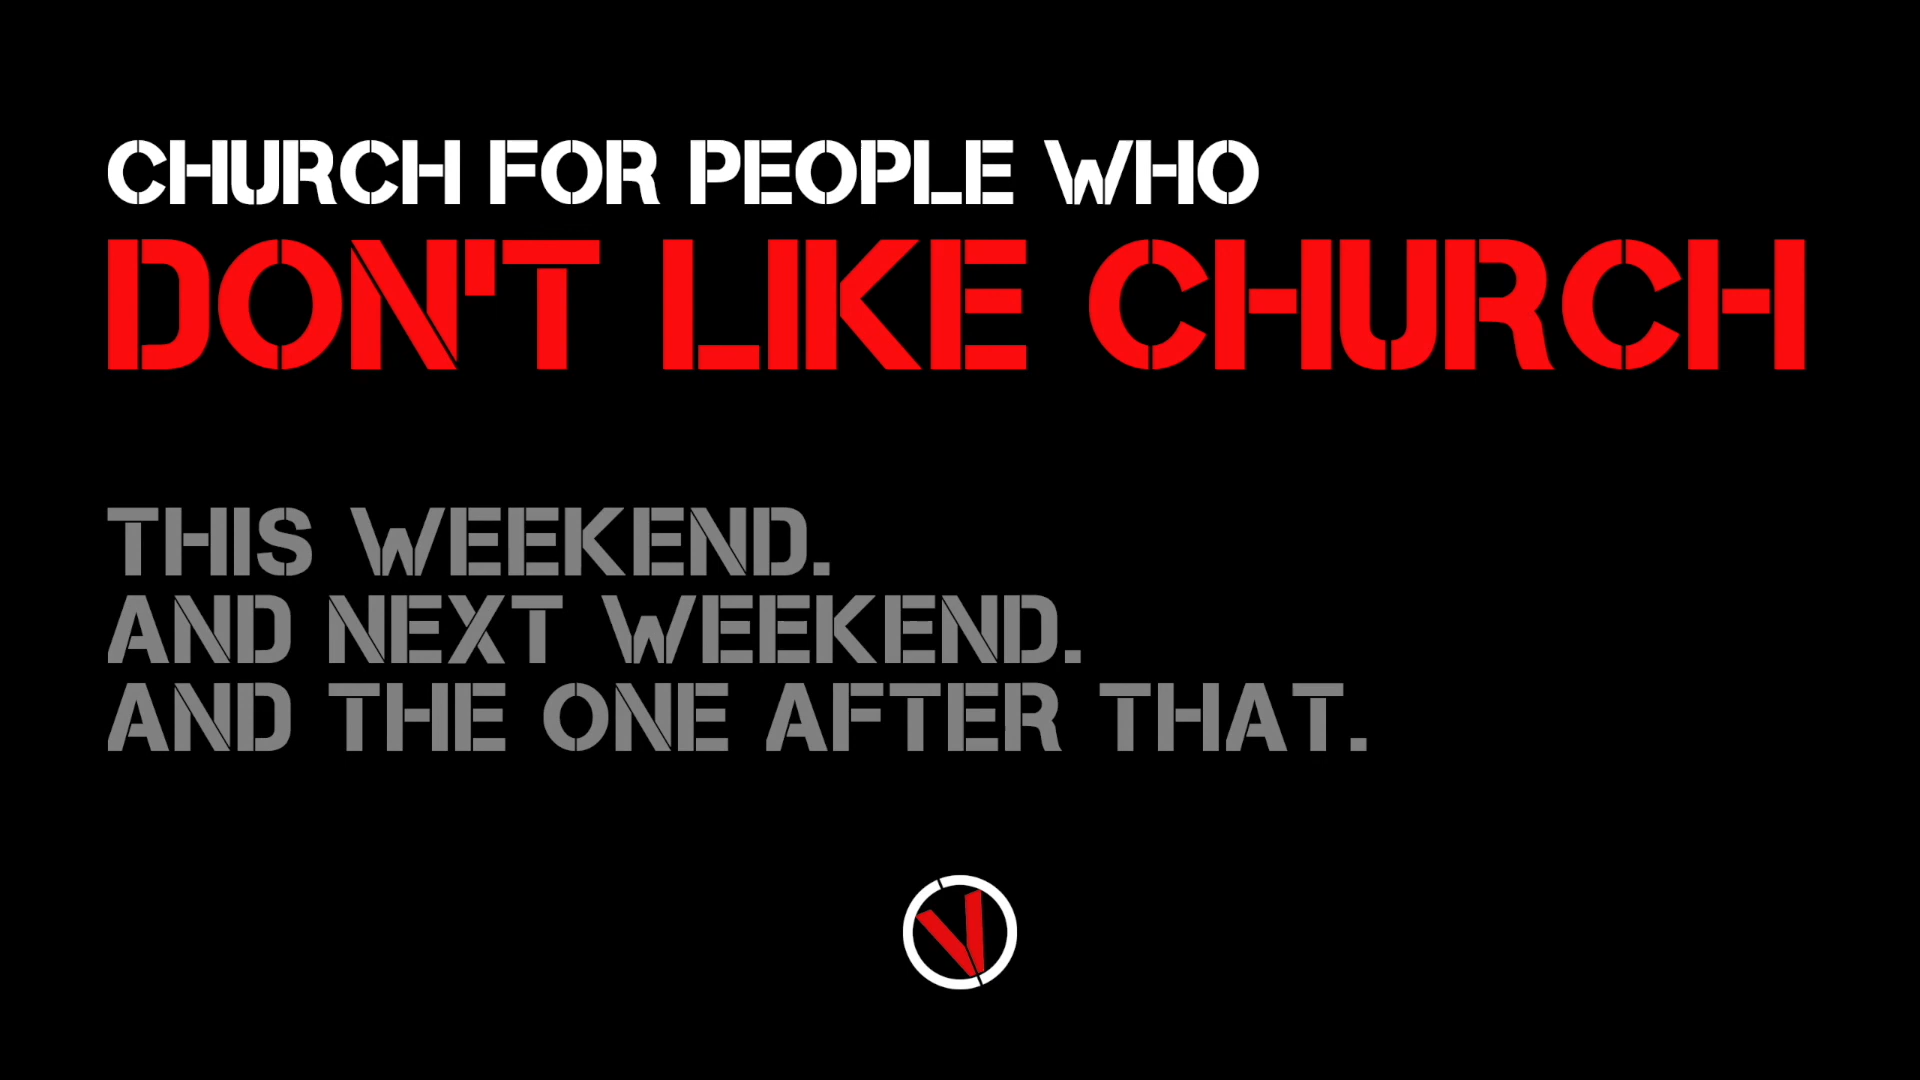 CHURCH FOR PEOPLE WHO
DON'T LIKE CHURCH
THIS WEEKEND.
AND NEXT WEEKEND.
AND THE ONE AFTER THAT.
V